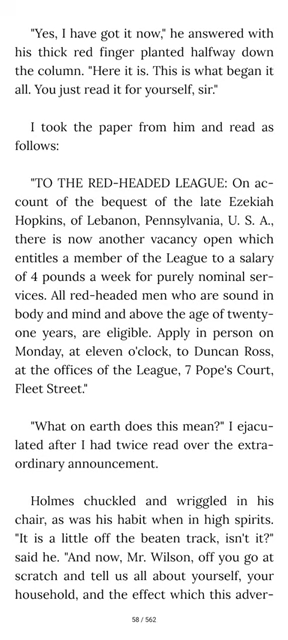 "Yes, I have got it now," he answered with
his thick red finger planted halfway down
the column. "Here it is. This is what began it
all. You just read it for yourself, sir."
I took the paper from him and read as
follows:
"TO THE RED-HEADED LEAGUE: On ac-
count of the bequest of the late Ezekiah
Hopkins, of Lebanon, Pennsylvania, U. S. A.,
there is now another vacancy open which
entitles a member of the League to a salary
of 4 pounds a week for purely nominal ser-
vices. All red-headed men who are sound in
body and mind and above the age of twenty-
one years, are eligible. Apply in person on
Monday, at eleven o'clock, to Duncan Ross,
at the offices of the League, 7 Pope's Court,
Fleet Street."
"What on earth does this mean?" I ejacu-
lated after I had twice read over the extra-
ordinary announcement.
Holmes chuckled and wriggled in his
chair, as was his habit when in high spirits.
"It is a little off the beaten track, isn't it?"
said he. "And now, Mr. Wilson, off you go at
scratch and tell us all about yourself, your
household, and the effect which this adver-
58 / 562